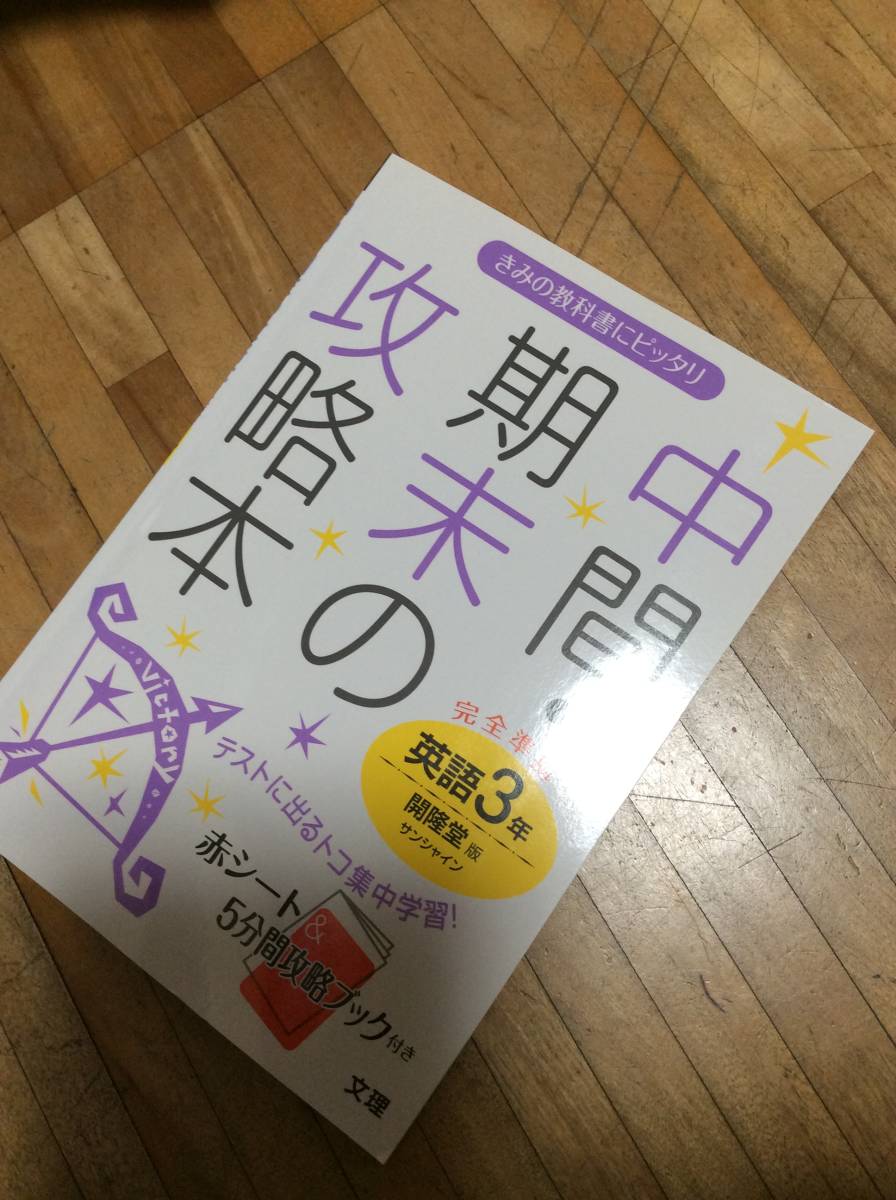 きみの教科書にピッタリ
中間・
期末の
攻略本
完全準
英語3年
開隆堂版
サンシャイン
テストに出るトコ集中学習!
赤シート
&
5分間攻略ブック付き
Victory
文理